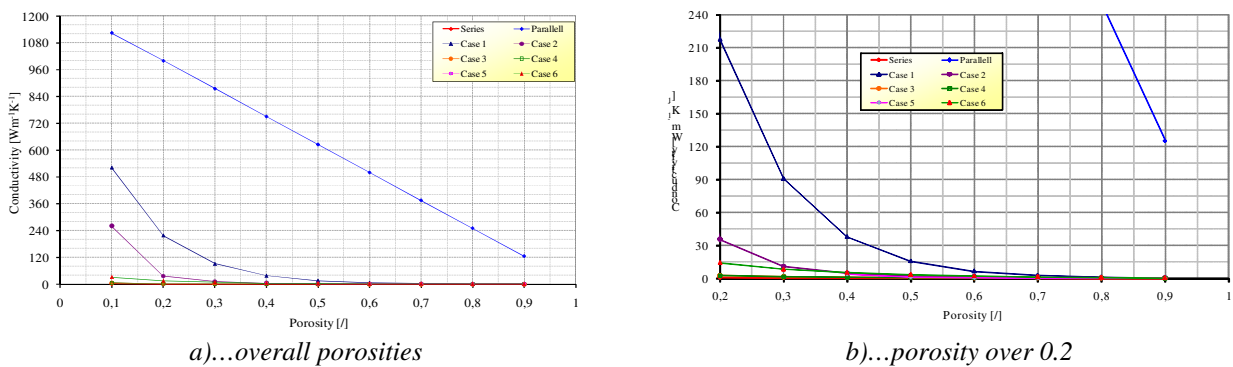 1200
1080
960
840
720
600
480
360
240
120
0
Conductivity [Wm⁻¹K⁻¹]
Series
Parallell
Case 1
Case 2
Case 3
Case 4
Case 5
Case 6
0
0,1
0,2
0,3
0,4
0,5
0,6
0,7
0,8
0,9
1
Porosity [/]
a)…overall porosities
240
210
180
150
120
90
60
30
0
Series
Parallell
Case 1
Case 2
Case 3
Case 4
Case 5
Case 6
0,2
0,3
0,4
0,5
0,6
0,7
0,8
0,9
1
Porosity [/]
b)…porosity over 0.2